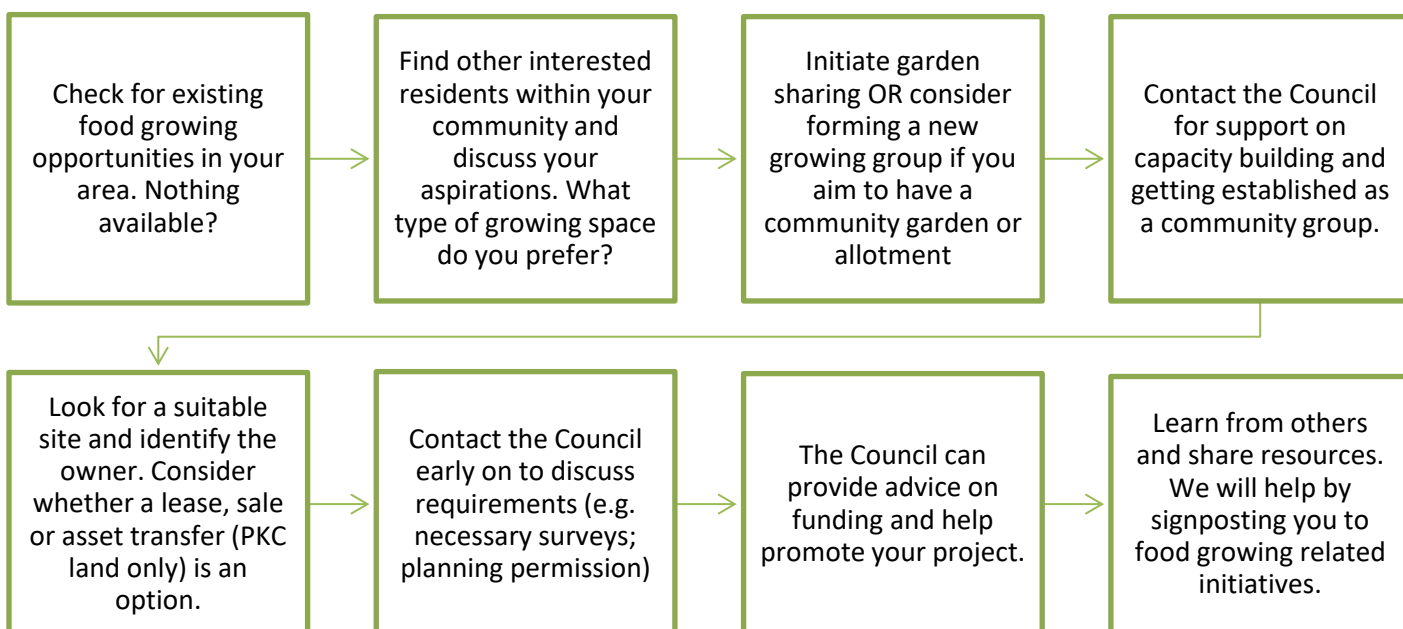 Check for existing
food growing
opportunities in your
area. Nothing
available?
Find other interested
residents within your
community and
discuss your
aspirations. What
type of growing space
do you prefer?
Initiate garden
sharing OR consider
forming a new
growing group if you
aim to have a
community garden or
allotment
Contact the Council
for support on
capacity building and
getting established as
a community group.
Look for a suitable
site and identify the
owner. Consider
whether a lease, sale
or asset transfer (PKC
land only) is an
option.
Contact the Council
early on to discuss
requirements (e.g.
necessary surveys;
planning permission)
The Council can
provide advice on
funding and help
promote your project.
Learn from others
and share resources.
We will help by
signposting you to
food growing related
initiatives.